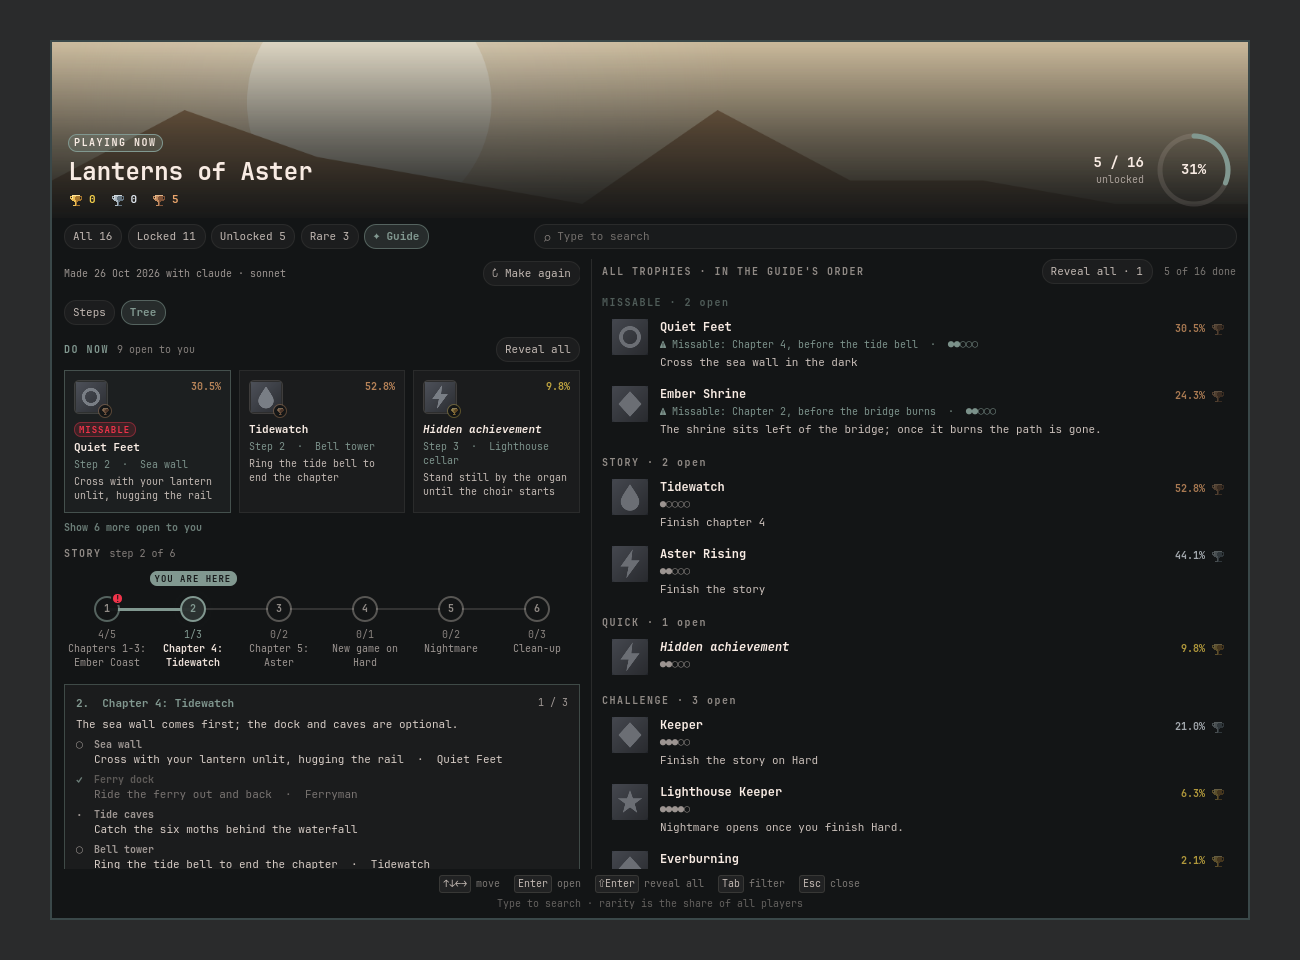 PLAYING NOW
Lanterns of Aster
0 0 5
5 / 16
unlocked
31%
All 16 Locked 11 Unlocked 5 Rare 3 ✦ Guide
Type to search
Made 26 Oct 2026 with claude · sonnet
Make again
Steps Tree
DO NOW 9 open to you
Reveal all
30.5%
MISSABLE
Quiet Feet
Step 2 · Sea wall
Cross with your lantern
unlit, hugging the rail
52.8%
Tidewatch
Step 2 · Bell tower
Ring the tide bell to
end the chapter
9.8%
Hidden achievement
Step 3 · Lighthouse
cellar
Stand still by the organ
until the choir starts
Show 6 more open to you
STORY step 2 of 6
YOU ARE HERE
1 ! 2 3 4 5 6
4/5 1/3 0/2 0/1 0/2 0/3
Chapters 1-3: Chapter 4: Chapter 5: New game on Nightmare Clean-up
Ember Coast Tidewatch Aster Hard
2. Chapter 4: Tidewatch 1 / 3
The sea wall comes first; the dock and caves are optional.
○ Sea wall
Cross with your lantern unlit, hugging the rail · Quiet Feet
✓ Ferry dock
Ride the ferry out and back · Ferryman
· Tide caves
Catch the six moths behind the waterfall
○ Bell tower
Ring the tide bell to end the chapter · Tidewatch
ALL TROPHIES · IN THE GUIDE'S ORDER
Reveal all · 1
5 of 16 done
MISSABLE · 2 open
Quiet Feet 30.5%
Missable: Chapter 4, before the tide bell · ●●○○○
Cross the sea wall in the dark
Ember Shrine 24.3%
Missable: Chapter 2, before the bridge burns · ●●○○○
The shrine sits left of the bridge; once it burns the path is gone.
STORY · 2 open
Tidewatch 52.8%
●○○○○
Finish chapter 4
Aster Rising 44.1%
●●○○○
Finish the story
QUICK · 1 open
Hidden achievement 9.8%
●●○○○
CHALLENGE · 3 open
Keeper 21.0%
●●●○○
Finish the story on Hard
Lighthouse Keeper 6.3%
●●●●○
Nightmare opens once you finish Hard.
Everburning 2.1%
↑↓←→ move Enter open ⇧Enter reveal all Tab filter Esc close
Type to search · rarity is the share of all players